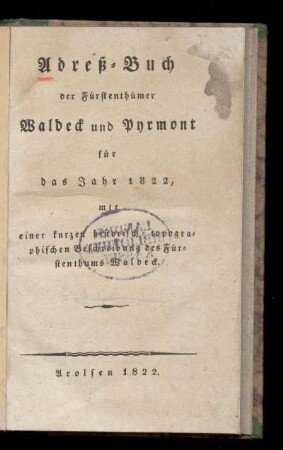 Adreß-Buch
der Fürstenthümer
Waldeck und Pyrmont
für
das Jahr 1822,
mit
einer kurzen historisch-topogra-
phischen Beschreibung des Für-
stenthums Waldeck.
Arolsen 1822.